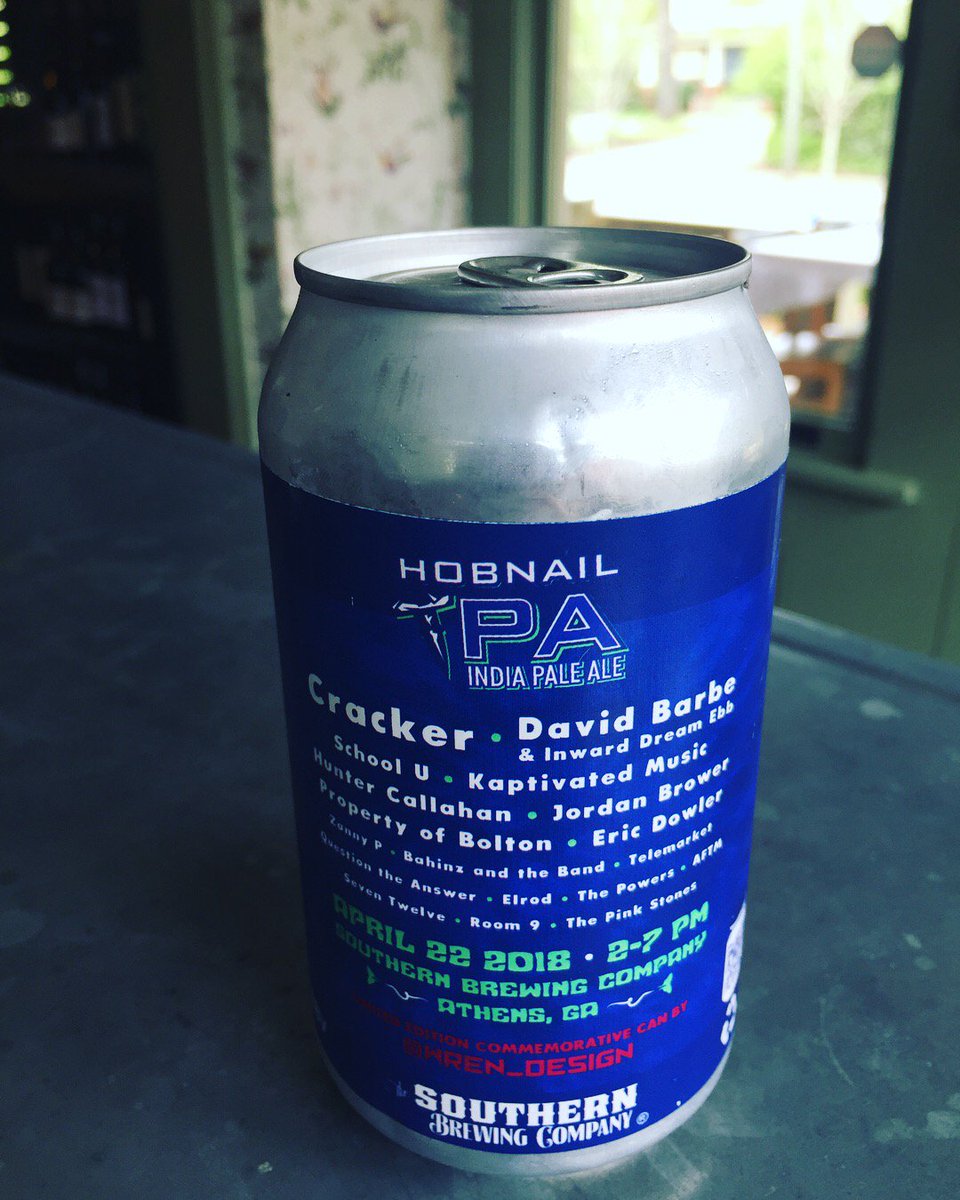 HOBNAIL
IPA
INDIA PALE ALE
Cracker • David Barbe
& Inward Dream Ebb
School U • Kaptivated Music
Hunter Callahan • Jordan Brower
Property of Bolton • Eric Dowler
Zanny P • Bahinz and the Band • Telemarket
Question the Answer • Elrod • The Powers • AFTM
Seven Twelve • Room 9 • The Pink Stones
APRIL 22 2018 • 2-7 PM
SOUTHERN BREWING COMPANY
ATHENS, GA
EDITION COMMEMORATIVE CAN BY
@WREN_DESIGN
SOUTHERN
BREWING COMPANY